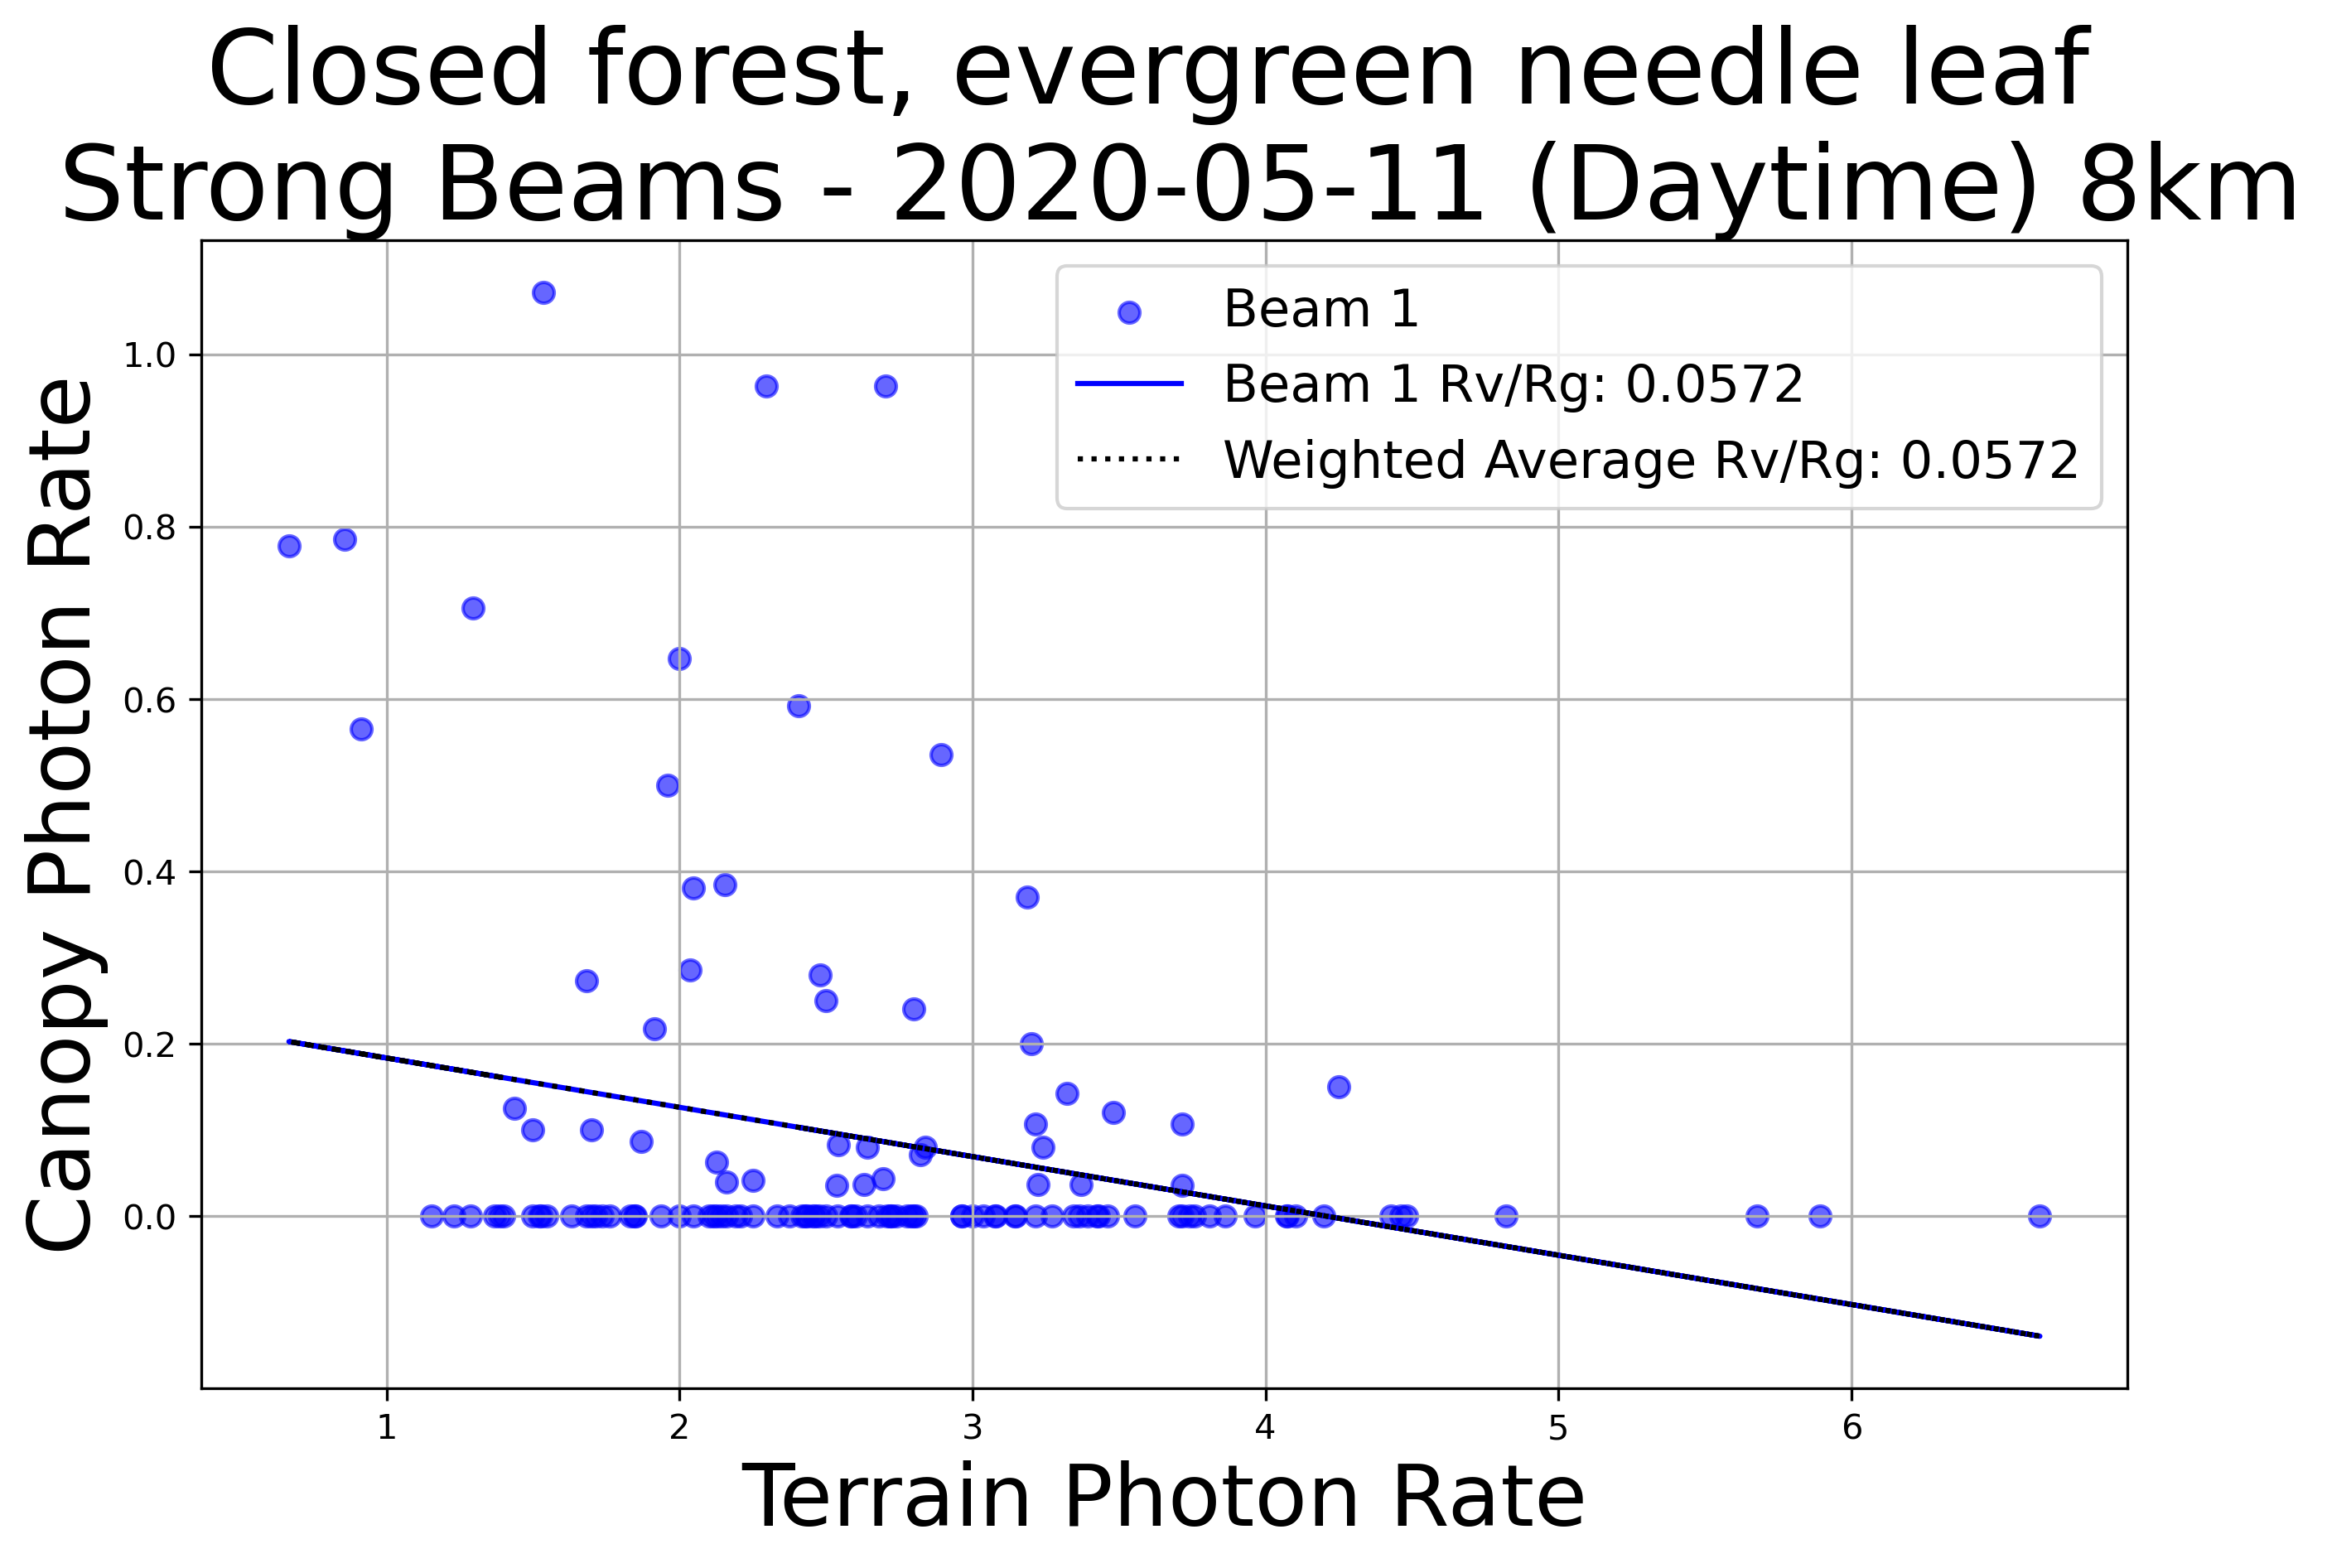 Closed forest, evergreen needle leaf
Strong Beams - 2020-05-11 (Daytime) 8km
Beam 1
Beam 1 Rv/Rg: 0.0572
Weighted Average Rv/Rg: 0.0572
Canopy Photon Rate
1.0
0.8
0.6
0.4
0.2
0.0
1 2 3 4 5 6
Terrain Photon Rate